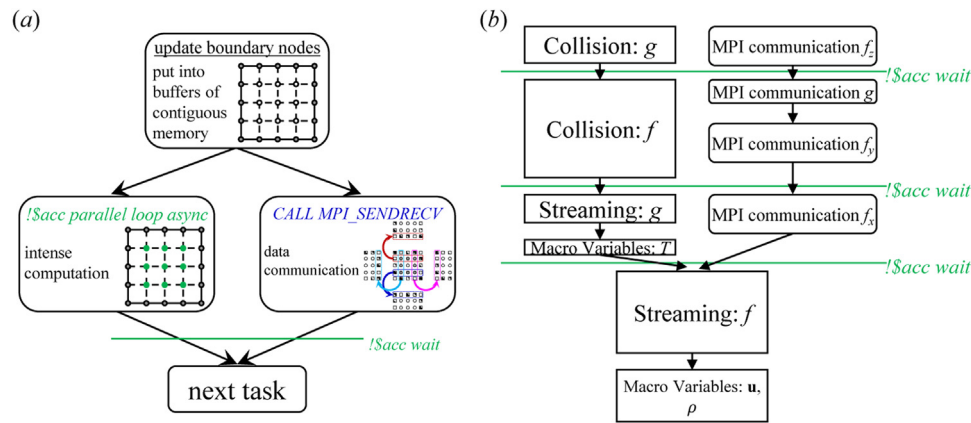 (a)
update boundary nodes
put into
buffers of
contiguous
memory
!$acc parallel loop async
intense
computation
CALL MPI_SENDRECV
data
communication
!$acc wait
next task
(b)
Collision: g
MPI communication f_z
!$acc wait
MPI communication g
Collision: f
MPI communication f_y
!$acc wait
Streaming: g
MPI communication f_x
Macro Variables: T
!$acc wait
Streaming: f
Macro Variables: u,
ρ